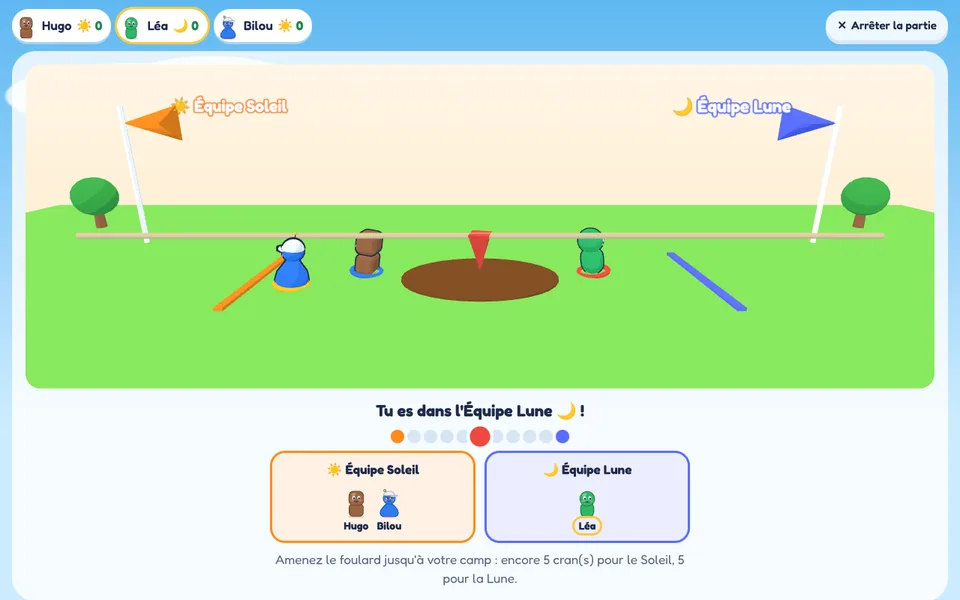 Hugo ☀️ 0 Léa 🌙 0 Bilou ☀️ 0 ✕ Arrêter la partie
☀️ Équipe Soleil 🌙 Équipe Lune
Tu es dans l'Équipe Lune 🌙 !
☀️ Équipe Soleil 🌙 Équipe Lune
Hugo Bilou Léa
Amenez le foulard jusqu'à votre camp : encore 5 cran(s) pour le Soleil, 5
pour la Lune.